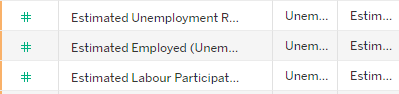 # Estimated Unemployment R... Unem... Estim...
# Estimated Employed (Unem... Unem... Estim...
# Estimated Labour Participat... Unem... Estim...